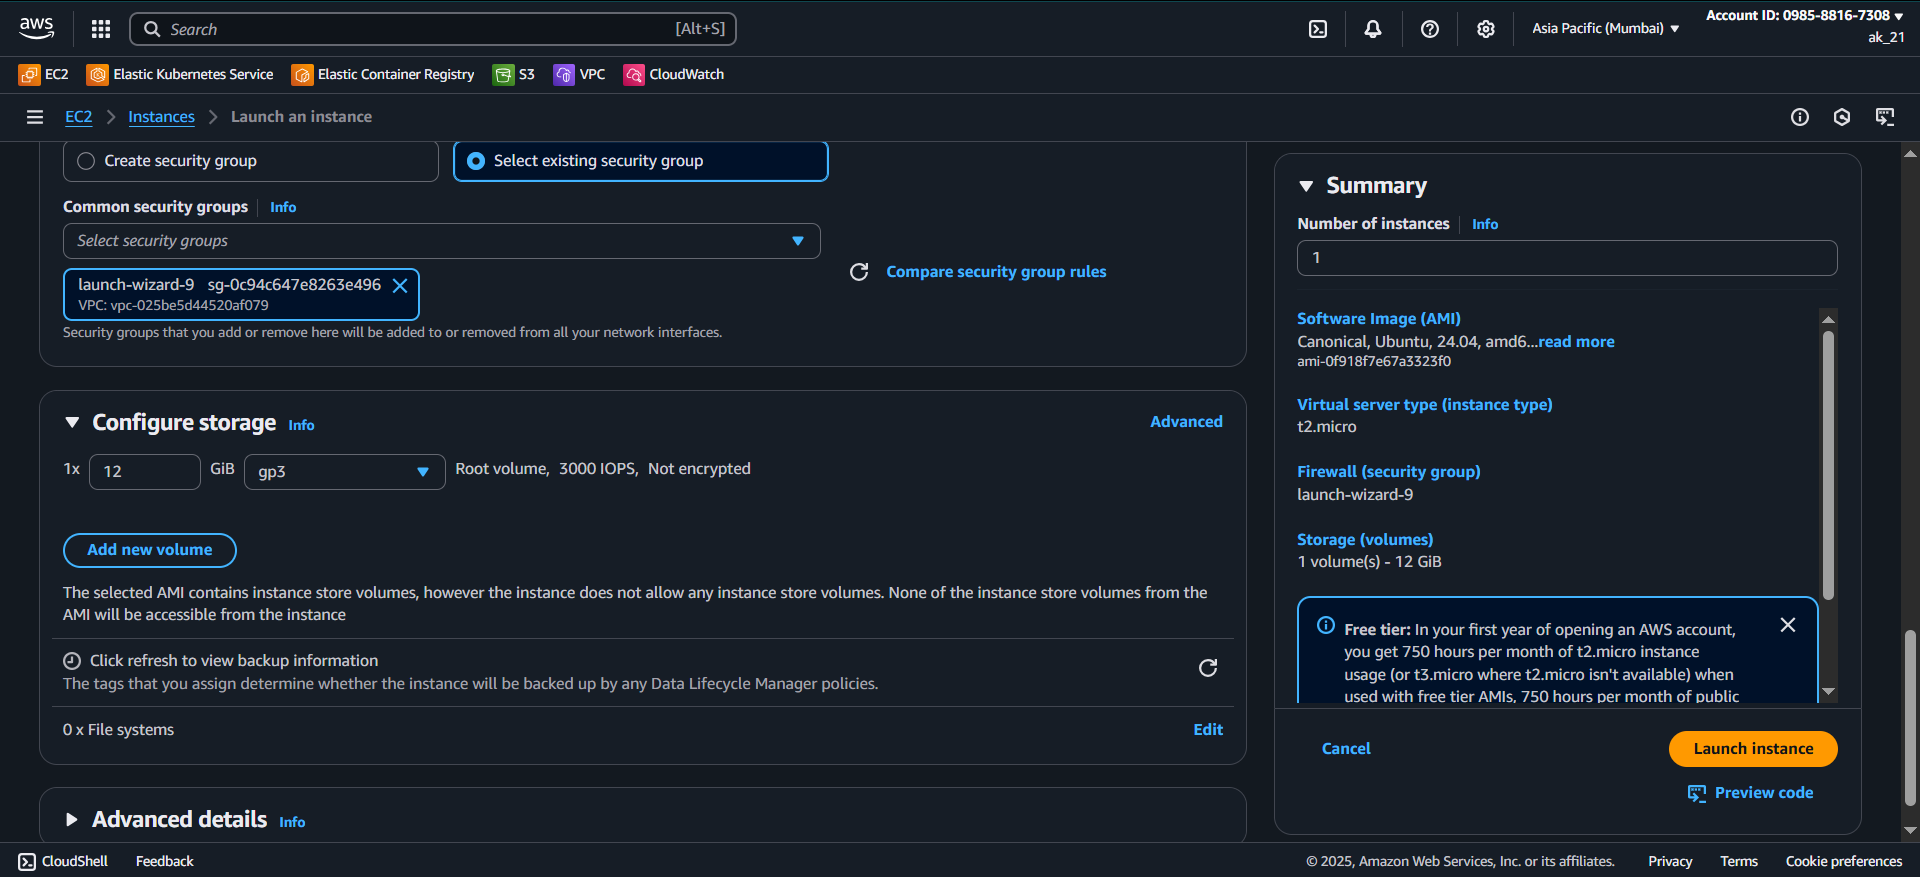 aws
Search
[Alt+S]
Asia Pacific (Mumbai)
Account ID: 0985-8816-7308
ak_21
EC2
Elastic Kubernetes Service
Elastic Container Registry
S3
VPC
CloudWatch
EC2
Instances
Launch an instance
Create security group
Select existing security group
Common security groups
Info
Select security groups
launch-wizard-9 sg-0c94c647e8263e496
VPC: vpc-025be5d44520af079
Compare security group rules
Security groups that you add or remove here will be added to or removed from all your network interfaces.
Configure storage
Info
Advanced
1x
12
GiB
gp3
Root volume, 3000 IOPS, Not encrypted
Add new volume
The selected AMI contains instance store volumes, however the instance does not allow any instance store volumes. None of the instance store volumes from the
AMI will be accessible from the instance
Click refresh to view backup information
The tags that you assign determine whether the instance will be backed up by any Data Lifecycle Manager policies.
0 x File systems
Edit
Advanced details
Info
Summary
Number of instances
Info
1
Software Image (AMI)
Canonical, Ubuntu, 24.04, amd6...read more
ami-0f918f7e67a3323f0
Virtual server type (instance type)
t2.micro
Firewall (security group)
launch-wizard-9
Storage (volumes)
1 volume(s) - 12 GiB
Free tier: In your first year of opening an AWS account,
you get 750 hours per month of t2.micro instance
usage (or t3.micro where t2.micro isn't available) when
used with free tier AMIs, 750 hours per month of public
Cancel
Launch instance
Preview code
CloudShell
Feedback
© 2025, Amazon Web Services, Inc. or its affiliates.
Privacy
Terms
Cookie preferences